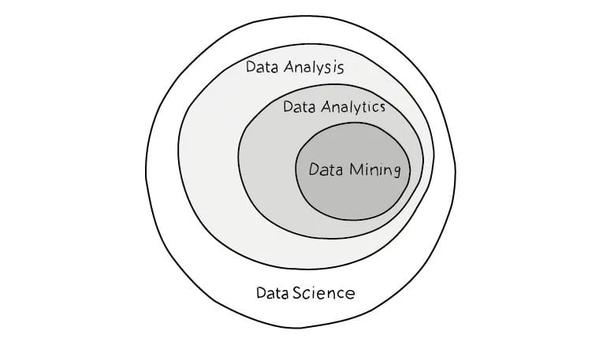 Data Analysis
Data Analytics
Data Mining
Data Science